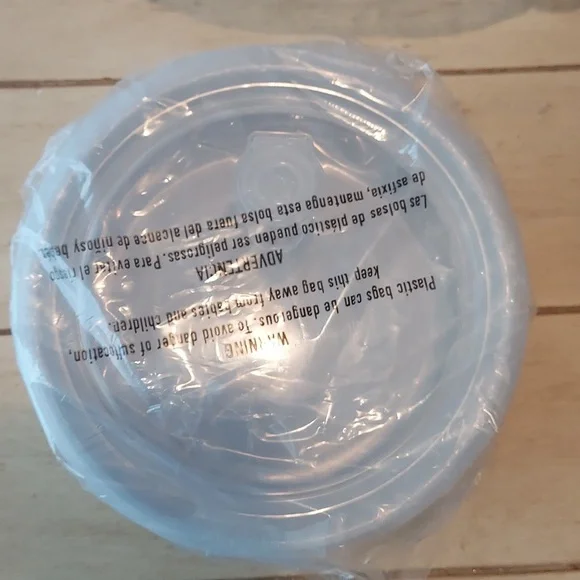 WARNING
Plastic bags can be dangerous. To avoid danger of suffocation,
keep this bag away from babies and children.
ADVERTENCIA
Las bolsas de plástico pueden ser paligrosas. Para evitar el riesgo
de asfixia, mantenga esta bolsa fuera del alcance de niñosy bebés.